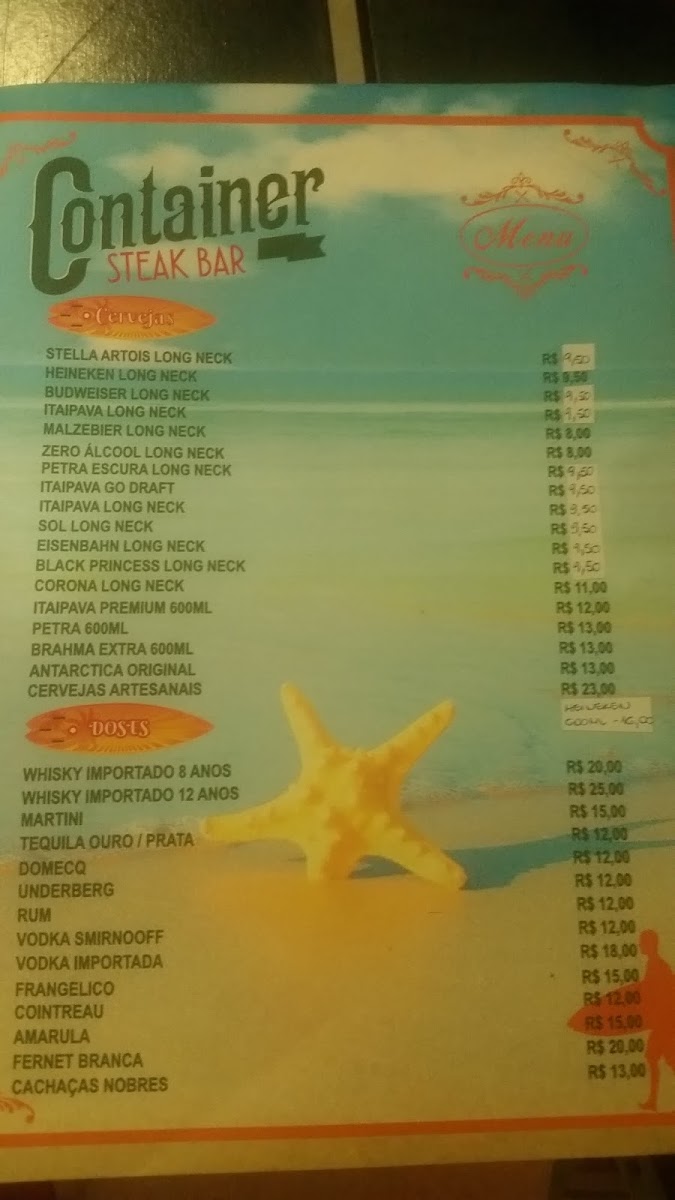 Container
STEAK BAR
Menu
Cervejas
STELLA ARTOIS LONG NECK R$ 9,50
HEINEKEN LONG NECK R$ 9,50
BUDWEISER LONG NECK R$ 9,50
ITAIPAVA LONG NECK R$ 9,50
MALZEBIER LONG NECK R$ 8,00
ZERO ÁLCOOL LONG NECK R$ 8,00
PETRA ESCURA LONG NECK R$ 9,50
ITAIPAVA GO DRAFT R$ 9,50
ITAIPAVA LONG NECK R$ 9,50
SOL LONG NECK R$ 9,50
EISENBAHN LONG NECK R$ 9,50
BLACK PRINCESS LONG NECK R$ 9,50
CORONA LONG NECK R$ 11,00
ITAIPAVA PREMIUM 600ML R$ 12,00
PETRA 600ML R$ 13,00
BRAHMA EXTRA 600ML R$ 13,00
ANTARCTICA ORIGINAL R$ 13,00
CERVEJAS ARTESANAIS R$ 23,00
HEINEKEN
600ML - 16,00
DOSES
WHISKY IMPORTADO 8 ANOS R$ 20,00
WHISKY IMPORTADO 12 ANOS R$ 25,00
MARTINI R$ 15,00
TEQUILA OURO / PRATA R$ 12,00
DOMECQ R$ 12,00
UNDERBERG R$ 12,00
RUM R$ 12,00
VODKA SMIRNOOFF R$ 12,00
VODKA IMPORTADA R$ 18,00
FRANGELICO R$ 15,00
COINTREAU R$ 12,00
AMARULA R$ 15,00
FERNET BRANCA R$ 20,00
CACHAÇAS NOBRES R$ 13,00